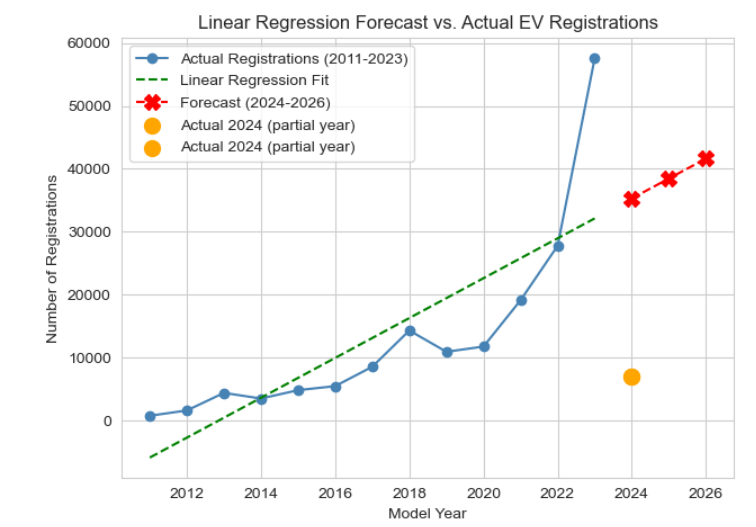 Linear Regression Forecast vs. Actual EV Registrations
60000
50000
40000
30000
20000
10000
0
Number of Registrations
Actual Registrations (2011-2023)
Linear Regression Fit
Forecast (2024-2026)
Actual 2024 (partial year)
Actual 2024 (partial year)
2012 2014 2016 2018 2020 2022 2024 2026
Model Year